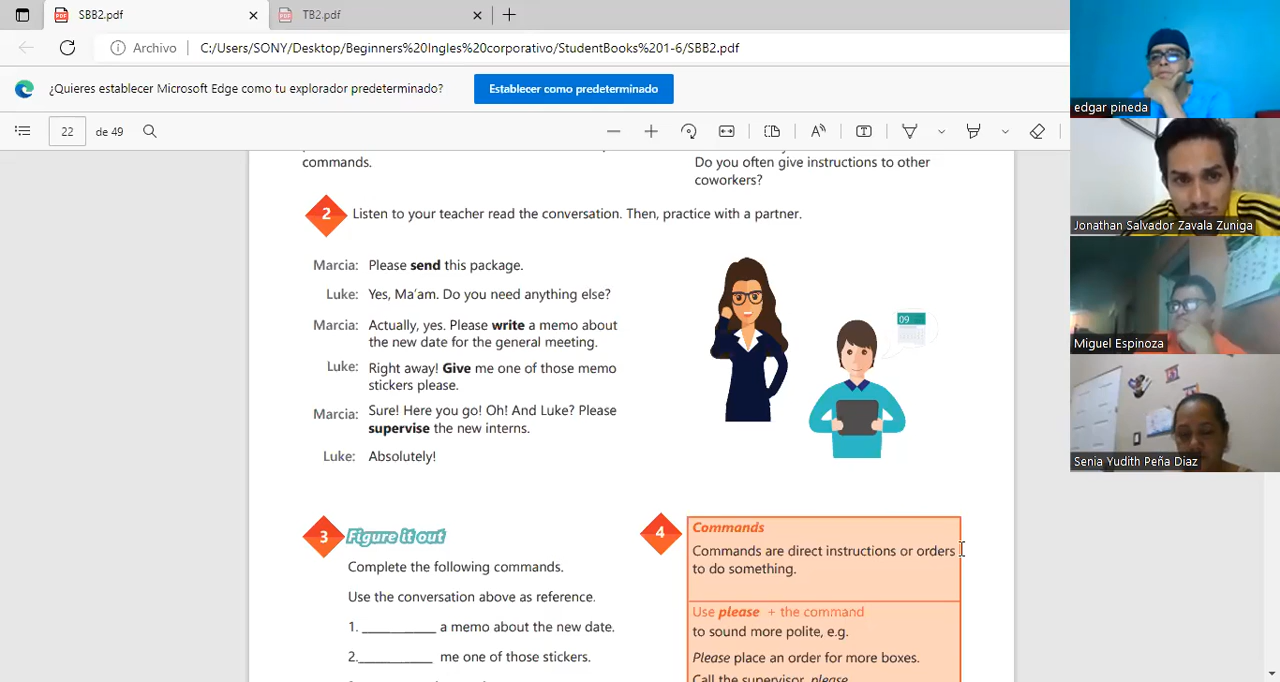 SBB2.pdf
TB2.pdf
Archivo
C:/Users/SONY/Desktop/Beginners%20Ingles%20corporativo/StudentBooks%201-6/SBB2.pdf
¿Quieres establecer Microsoft Edge como tu explorador predeterminado?
Establecer como predeterminado
22 de 49
commands.
Do you often give instructions to other
coworkers?
2 Listen to your teacher read the conversation. Then, practice with a partner.
Marcia: Please send this package.
Luke: Yes, Ma'am. Do you need anything else?
Marcia: Actually, yes. Please write a memo about
the new date for the general meeting.
Luke: Right away! Give me one of those memo
stickers please.
Marcia: Sure! Here you go! Oh! And Luke? Please
supervise the new interns.
Luke: Absolutely!
09
3 Figure it out
Complete the following commands.
Use the conversation above as reference.
1. __________ a memo about the new date.
2.__________ me one of those stickers.
4 Commands
Commands are direct instructions or orders
to do something.
Use please + the command
to sound more polite, e.g.
Please place an order for more boxes.
Call the supervisor, please
edgar pineda
Jonathan Salvador Zavala Zuniga
Miguel Espinoza
Senia Yudith Peña Diaz